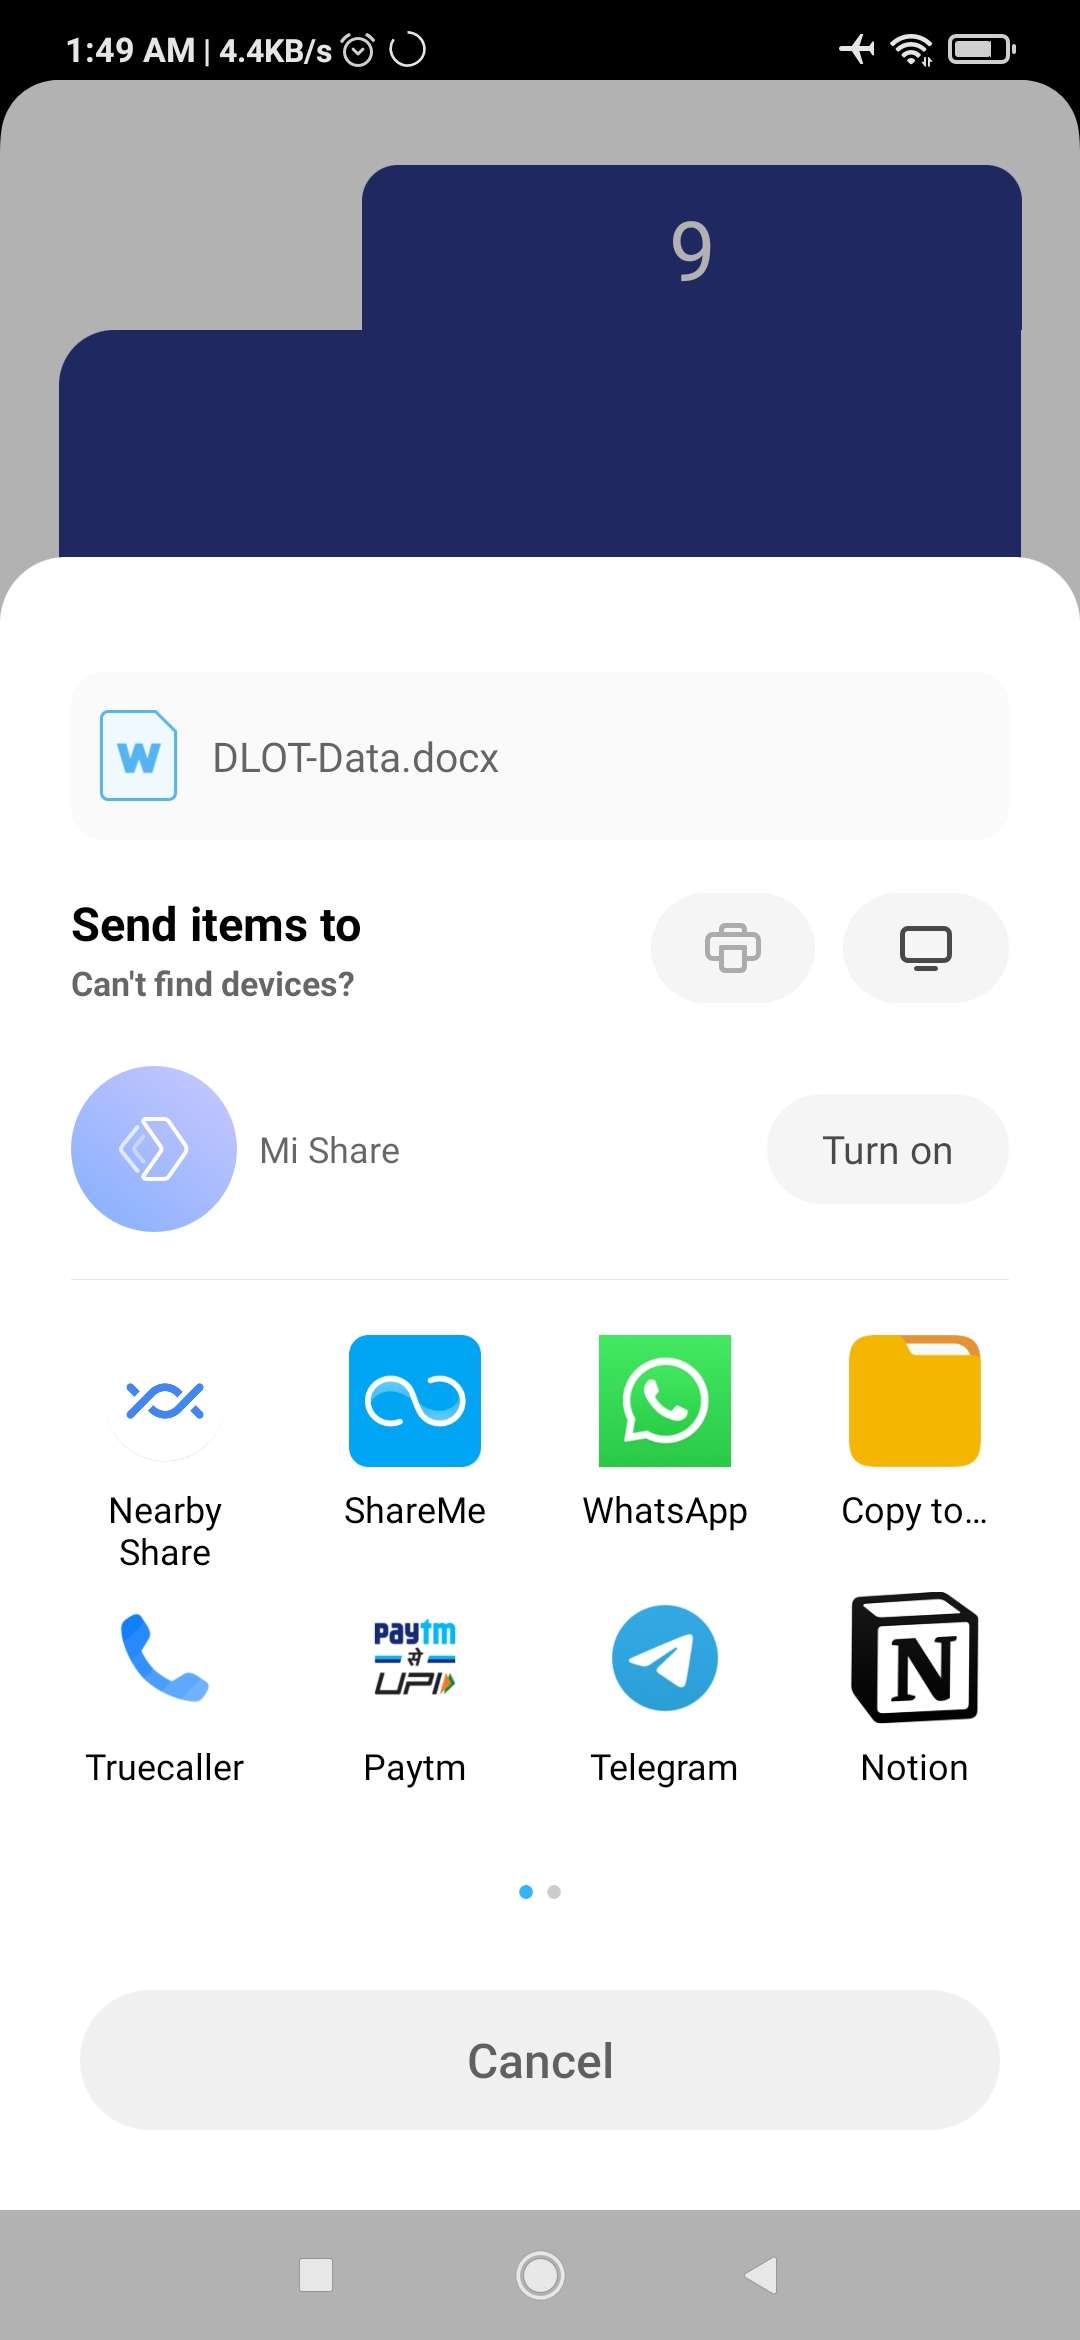 1:49 AM | 4.4KB/s
9
W
DLOT-Data.docx
Send items to
Can't find devices?
Mi Share
Turn on
Nearby Share
ShareMe
WhatsApp
Copy to...
paytm
से
UPI
N
Truecaller
Paytm
Telegram
Notion
Cancel